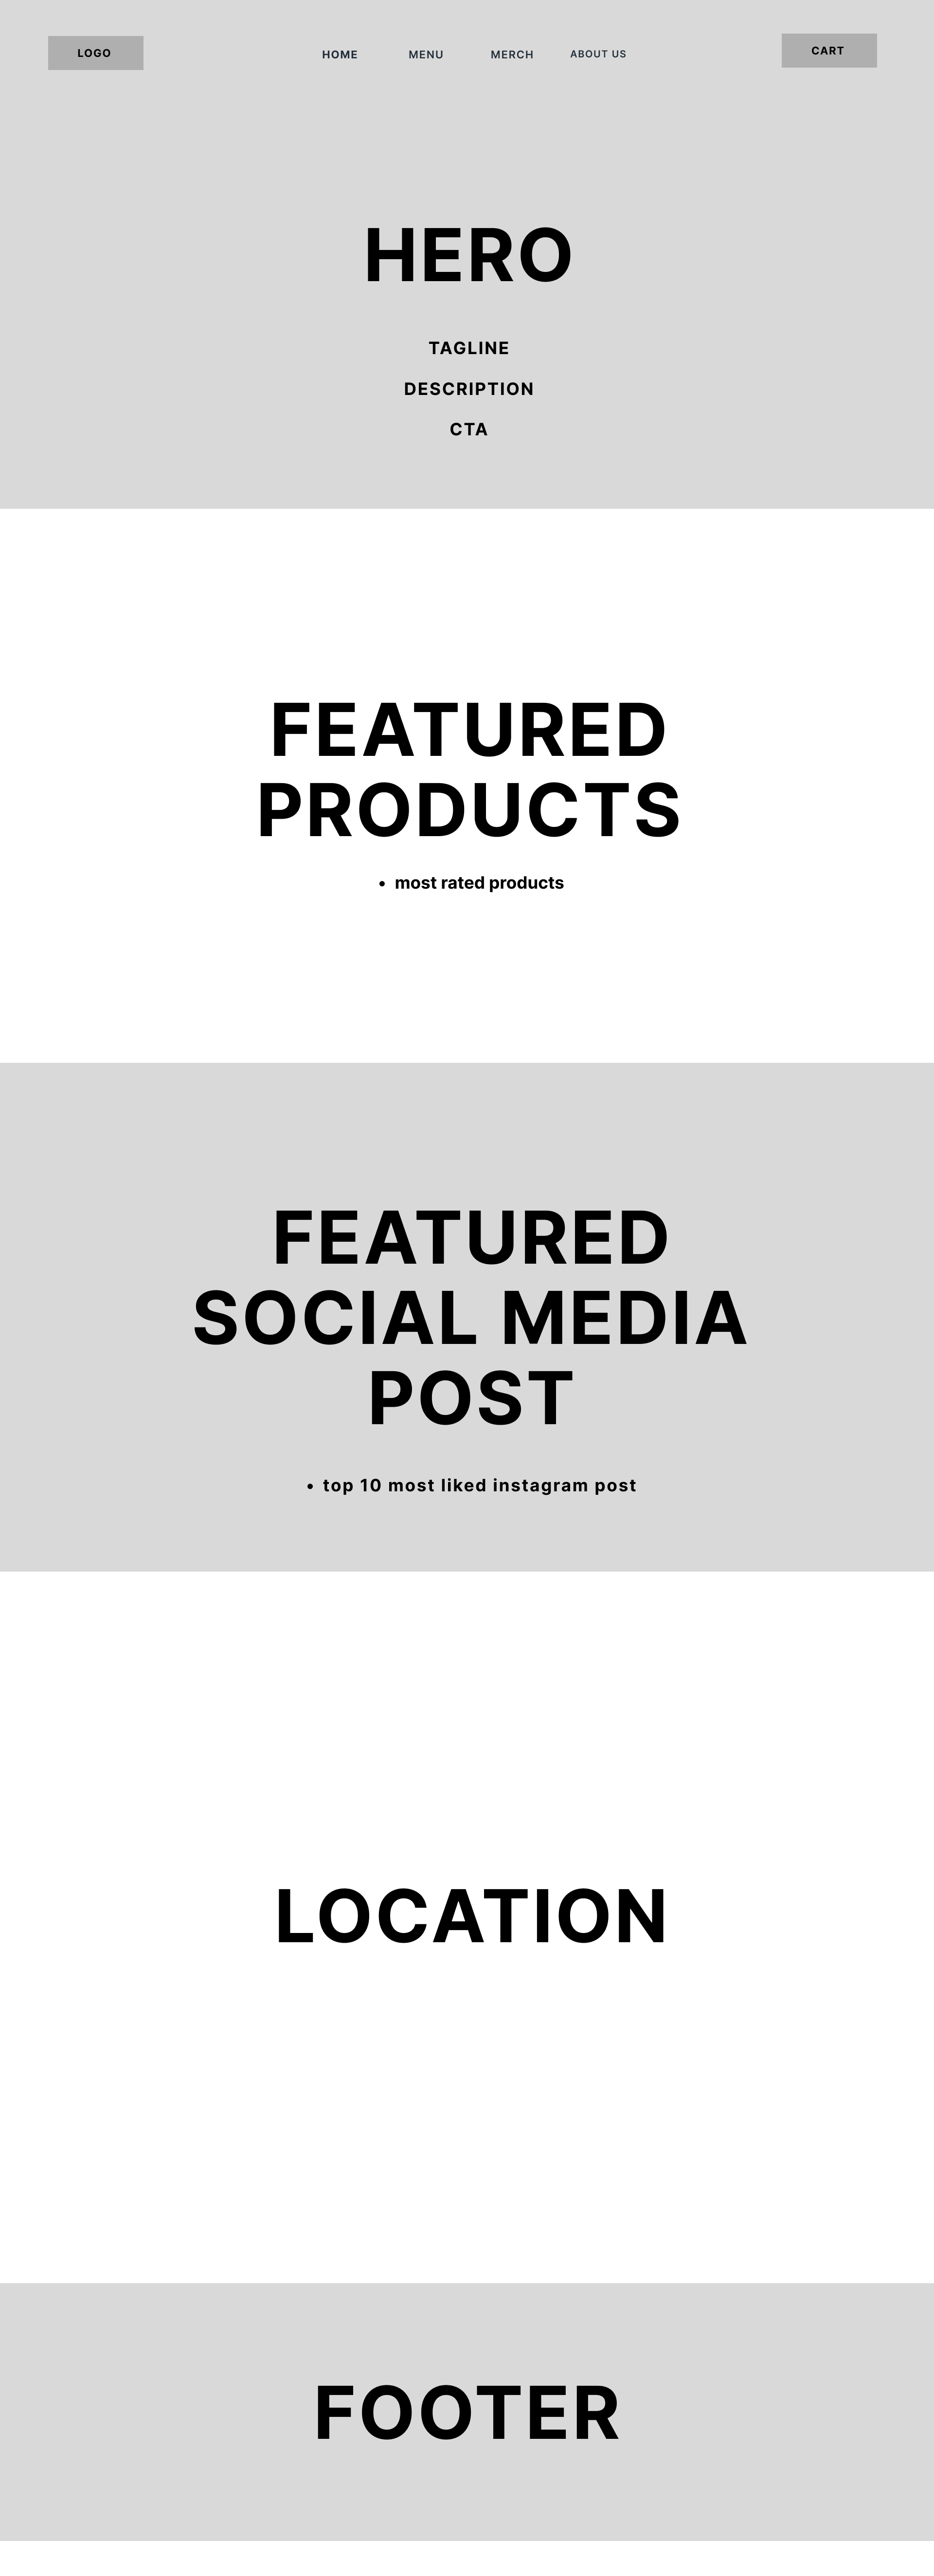 LOGO
HOME
MENU
MERCH
ABOUT US
CART
HERO
TAGLINE
DESCRIPTION
CTA
FEATURED
PRODUCTS
• most rated products
FEATURED
SOCIAL MEDIA
POST
• top 10 most liked instagram post
LOCATION
FOOTER